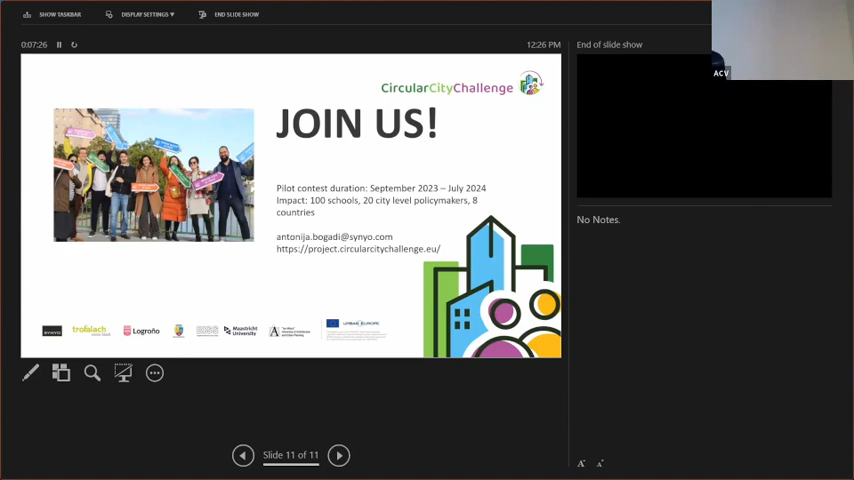 SHOW TASKBAR
DISPLAY SETTINGS ▼
END SLIDE SHOW
0:07:26
12:26 PM
End of slide show
ACV
CircularCityChallenge
JOIN US!
Pilot contest duration: September 2023 – July 2024
Impact: 100 schools, 20 city level policymakers, 8
countries
antonija.bogadi@synyo.com
https://project.circularcitychallenge.eu/
SYNYO
trofaiach
Logroño
Maastricht
University
URBAN EUROPE
No Notes.
Slide 11 of 11
A
A